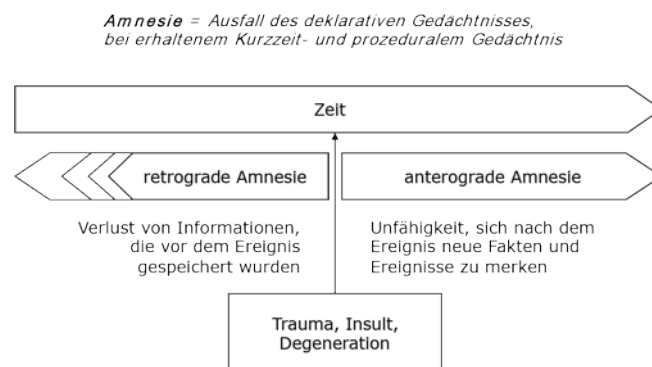 Amnesie = Ausfall des deklarativen Gedächtnisses,
bei erhaltenem Kurzzeit- und prozeduralem Gedächtnis
Zeit
retrograde Amnesie
anterograde Amnesie
Verlust von Informationen,
die vor dem Ereignis
gespeichert wurden
Unfähigkeit, sich nach dem
Ereignis neue Fakten und
Ereignisse zu merken
Trauma, Insult,
Degeneration